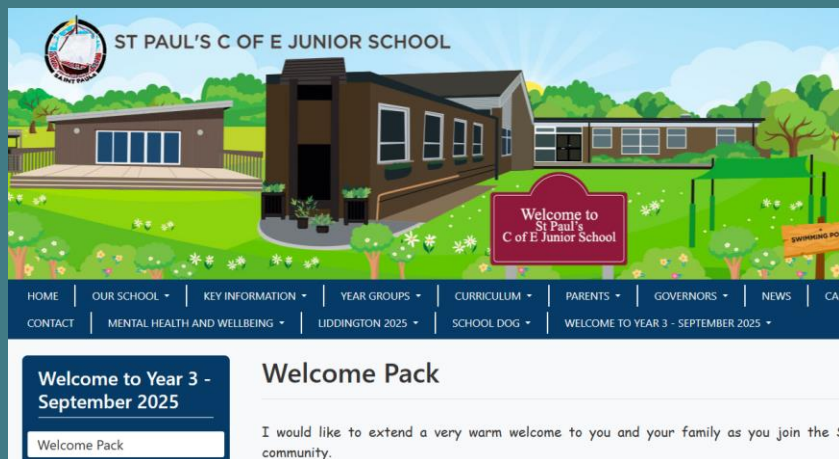 SAINT PAULS
ST PAUL'S C OF E JUNIOR SCHOOL
Welcome to
St Paul's
C of E Junior School
SWIMMING
HOME
OUR SCHOOL
KEY INFORMATION
YEAR GROUPS
CURRICULUM
PARENTS
GOVERNORS
NEWS
CONTACT
MENTAL HEALTH AND WELLBEING
LIDDINGTON 2025
SCHOOL DOG
WELCOME TO YEAR 3 - SEPTEMBER 2025
Welcome to Year 3 -
September 2025
Welcome Pack
Welcome Pack
I would like to extend a very warm welcome to you and your family as you join the
community.